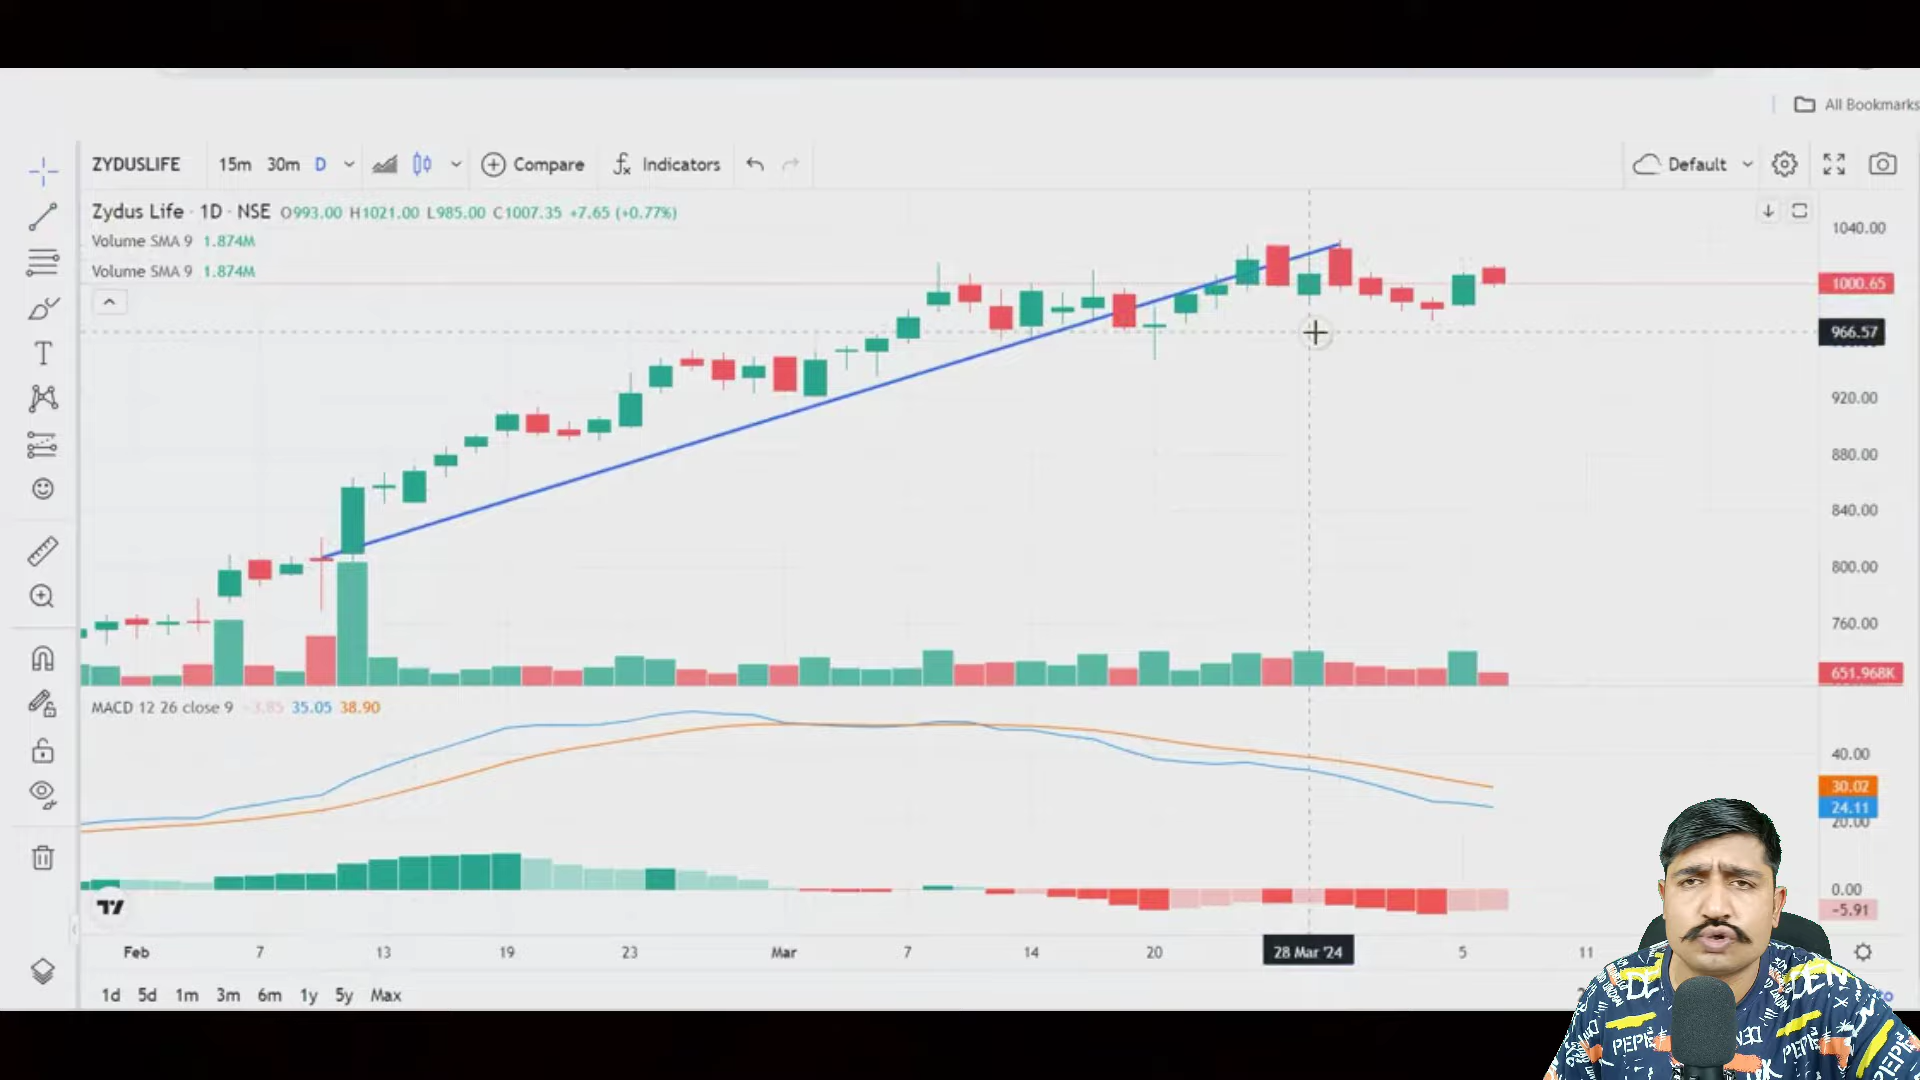 All Bookmarks
ZYDUSLIFE 15m 30m D Compare Indicators Default
Zydus Life · 1D · NSE O993.00 H1021.00 L985.00 C1007.35 +7.65 (+0.77%)
Volume SMA 9 1.874M
Volume SMA 9 1.874M
1040.00
1000.65
966.57
920.00
880.00
840.00
800.00
760.00
651.968K
MACD 12 26 close 9 -3.85 35.05 38.90
40.00
30.02
24.11
20.00
0.00
-5.91
Feb 7 13 19 23 Mar 7 14 20 28 Mar '24 5 11
1d 5d 1m 3m 6m 1y 5y Max
PEPE